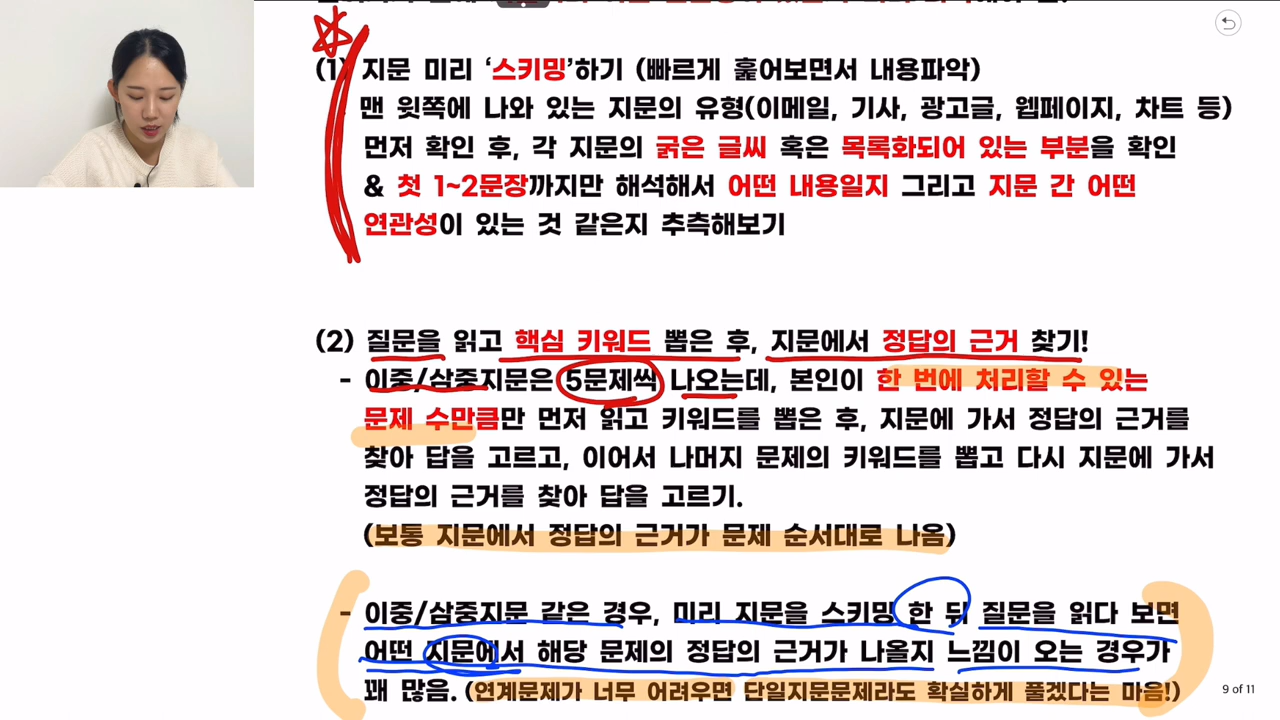 (1) 지문 미리 ‘스키밍’하기 (빠르게 훑어보면서 내용파악)
맨 윗쪽에 나와 있는 지문의 유형(이메일, 기사, 광고글, 웹페이지, 차트 등)
먼저 확인 후, 각 지문의 굵은 글씨 혹은 목록화되어 있는 부분을 확인
& 첫 1~2문장까지만 해석해서 어떤 내용일지 그리고 지문 간 어떤
연관성이 있는 것 같은지 추측해보기
(2) 질문을 읽고 핵심 키워드 뽑은 후, 지문에서 정답의 근거 찾기!
- 이중/삼중지문은 5문제씩 나오는데, 본인이 한 번에 처리할 수 있는
문제 수만큼만 먼저 읽고 키워드를 뽑은 후, 지문에 가서 정답의 근거를
찾아 답을 고르고, 이어서 나머지 문제의 키워드를 뽑고 다시 지문에 가서
정답의 근거를 찾아 답을 고르기.
(보통 지문에서 정답의 근거가 문제 순서대로 나옴)
- 이중/삼중지문 같은 경우, 미리 지문을 스키밍 한 뒤 질문을 읽다 보면
어떤 지문에서 해당 문제의 정답의 근거가 나올지 느낌이 오는 경우가
꽤 많음. (연계문제가 너무 어려우면 단일지문문제라도 확실하게 풀겠다는 마음!)
9 of 11